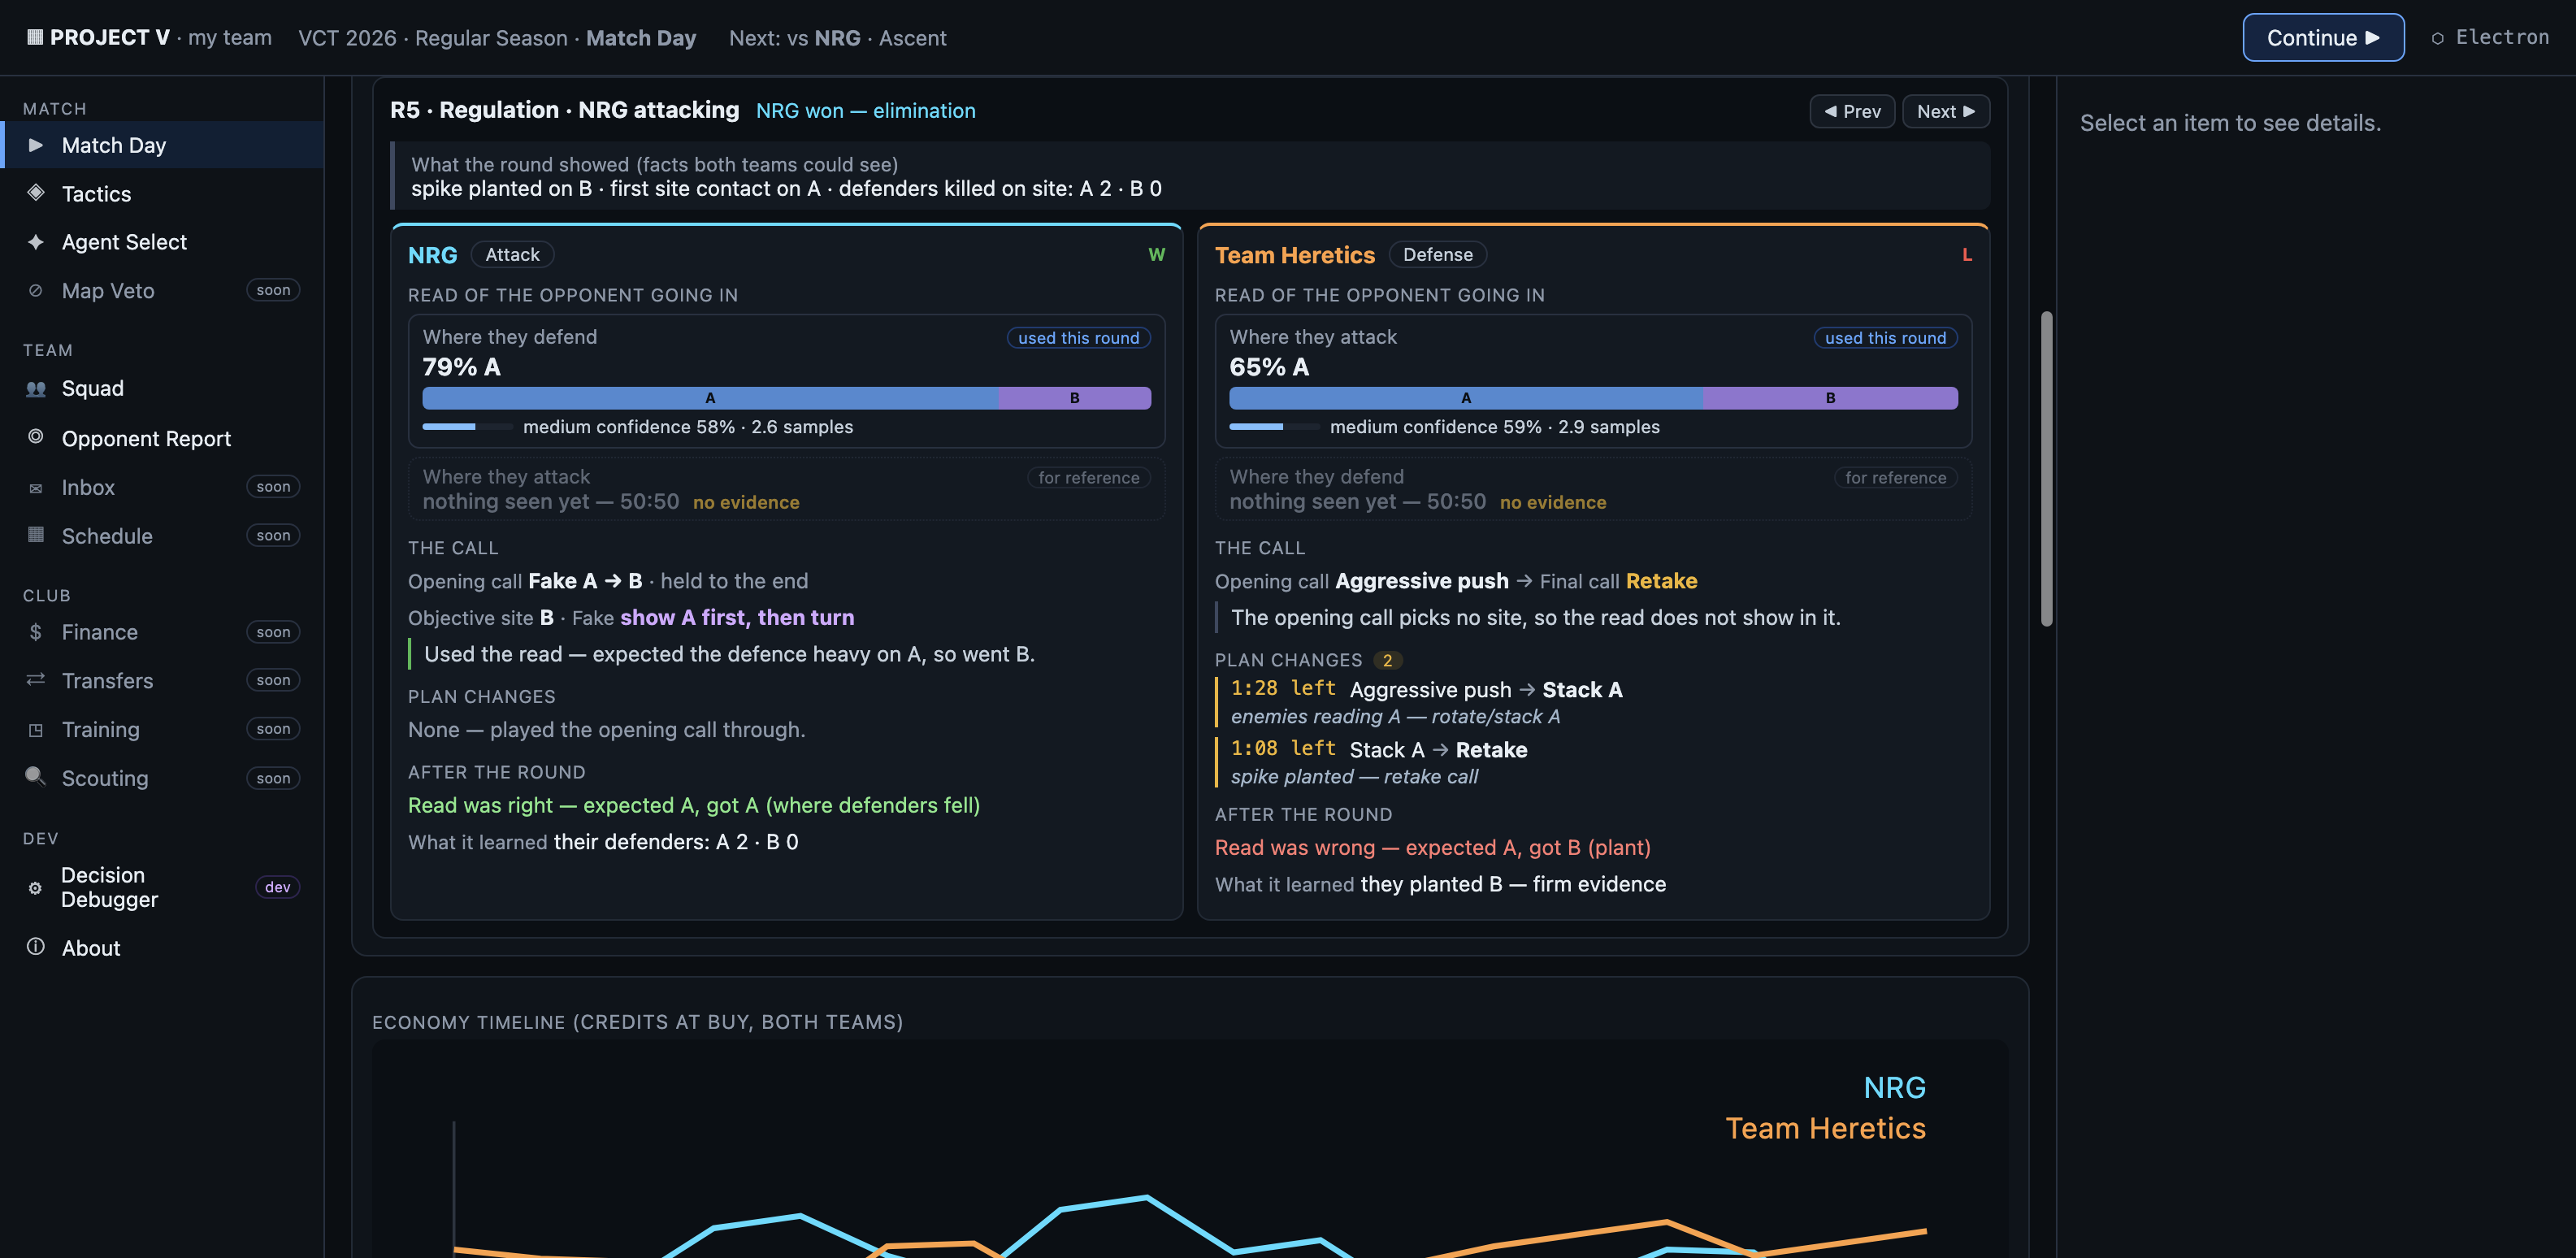 PROJECT V · my team VCT 2026 · Regular Season · Match Day Next: vs NRG · Ascent Continue ▶ Electron
MATCH
Match Day
Tactics
Agent Select
Map Veto soon
TEAM
Squad
Opponent Report
Inbox soon
Schedule soon
CLUB
Finance soon
Transfers soon
Training soon
Scouting soon
DEV
Decision
Debugger dev
About
R5 · Regulation · NRG attacking NRG won — elimination ◀ Prev Next ▶
What the round showed (facts both teams could see)
spike planted on B · first site contact on A · defenders killed on site: A 2 · B 0
NRG Attack W
READ OF THE OPPONENT GOING IN
Where they defend used this round
79% A
A B
medium confidence 58% · 2.6 samples
Where they attack for reference
nothing seen yet — 50:50 no evidence
THE CALL
Opening call Fake A → B · held to the end
Objective site B · Fake show A first, then turn
Used the read — expected the defence heavy on A, so went B.
PLAN CHANGES
None — played the opening call through.
AFTER THE ROUND
Read was right — expected A, got A (where defenders fell)
What it learned their defenders: A 2 · B 0
Team Heretics Defense L
READ OF THE OPPONENT GOING IN
Where they attack used this round
65% A
A B
medium confidence 59% · 2.9 samples
Where they defend for reference
nothing seen yet — 50:50 no evidence
THE CALL
Opening call Aggressive push → Final call Retake
The opening call picks no site, so the read does not show in it.
PLAN CHANGES 2
1:28 left Aggressive push → Stack A
enemies reading A — rotate/stack A
1:08 left Stack A → Retake
spike planted — retake call
AFTER THE ROUND
Read was wrong — expected A, got B (plant)
What it learned they planted B — firm evidence
ECONOMY TIMELINE (CREDITS AT BUY, BOTH TEAMS)
NRG
Team Heretics
Select an item to see details.